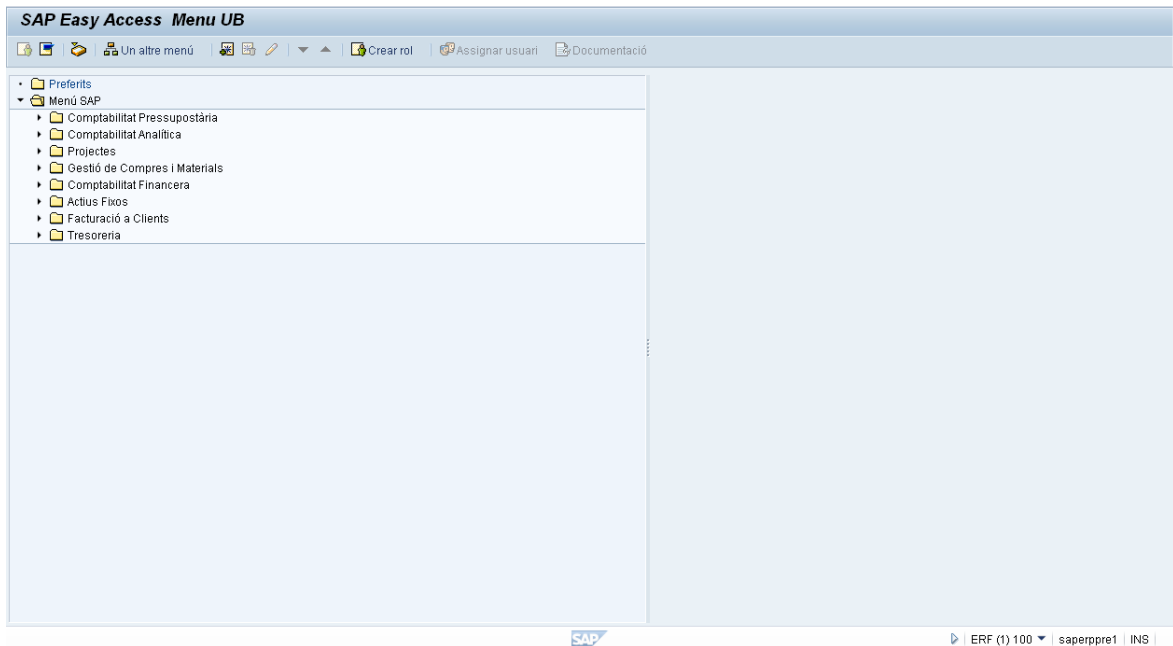 SAP Easy Access Menu UB
Un altre menú Crear rol Assignar usuari Documentació
Preferits
Menú SAP
Comptabilitat Pressupostària
Comptabilitat Analítica
Projectes
Gestió de Compres i Materials
Comptabilitat Financera
Actius Fixos
Facturació a Clients
Tresoreria
SAP ERF (1) 100 saperppre1 INS